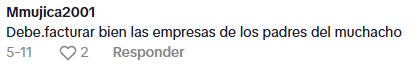 Mmujica2001
Debe.facturar bien las empresas de los padres del muchacho
5-11 2 Responder